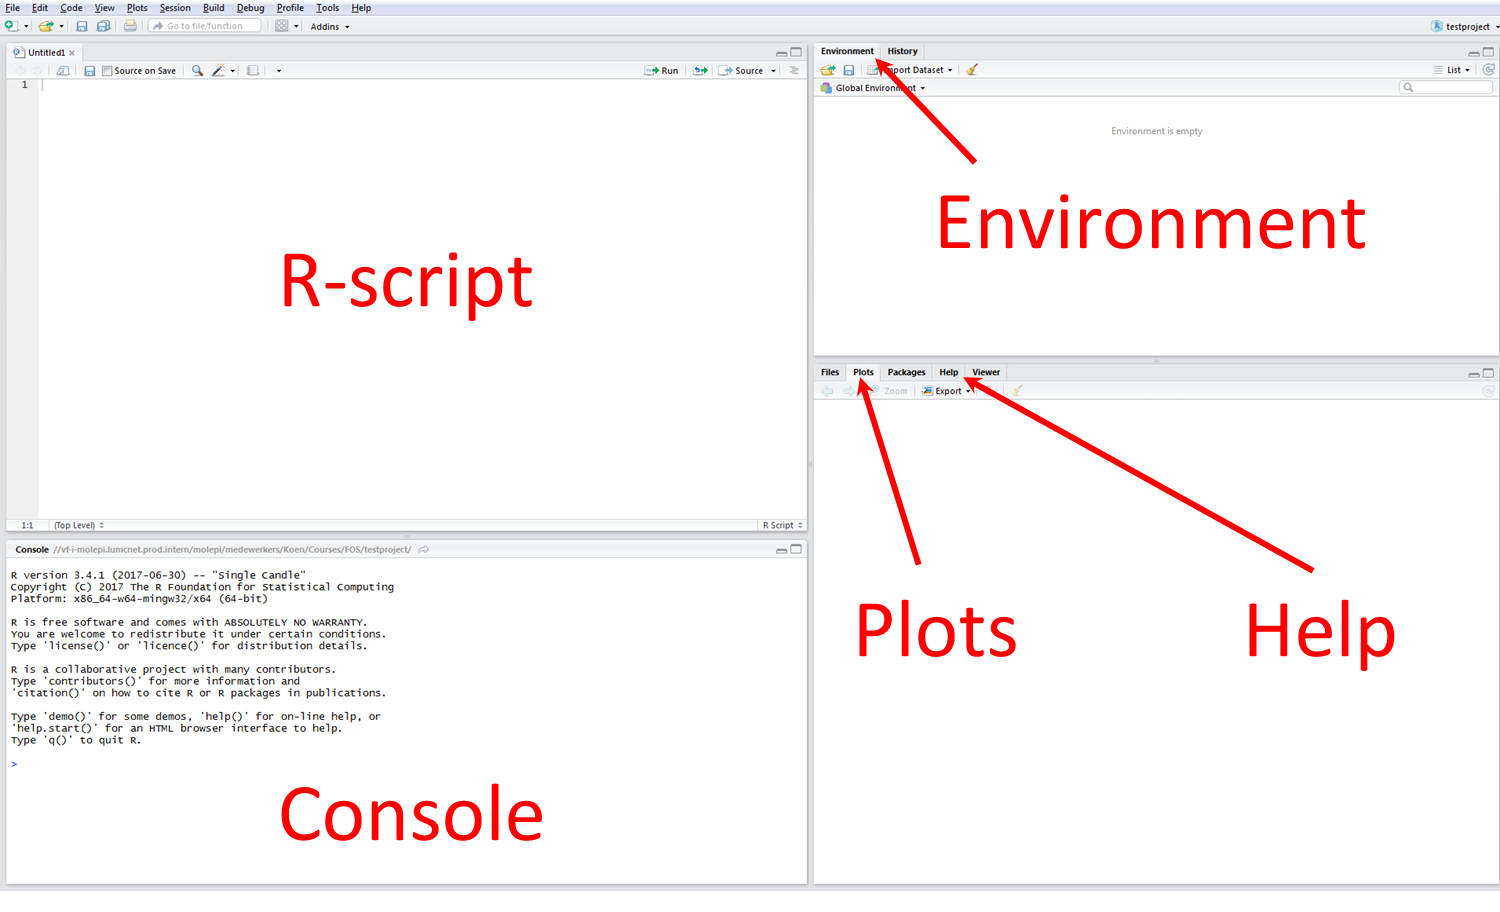 File Edit Code View Plots Session Build Debug Profile Tools Help
Go to file/function Addins testproject
Untitled1
Source on Save Run Source
1
R-script
1:1 (Top Level) R Script
Console //vf-i-molepi.lumcnet.prod.intern/molepi/medewerkers/Koen/Courses/FOS/testproject/
R version 3.4.1 (2017-06-30) -- "Single Candle"
Copyright (C) 2017 The R Foundation for Statistical Computing
Platform: x86_64-w64-mingw32/x64 (64-bit)
R is free software and comes with ABSOLUTELY NO WARRANTY.
You are welcome to redistribute it under certain conditions.
Type 'license()' or 'licence()' for distribution details.
R is a collaborative project with many contributors.
Type 'contributors()' for more information and
'citation()' on how to cite R or R packages in publications.
Type 'demo()' for some demos, 'help()' for on-line help, or
'help.start()' for an HTML browser interface to help.
Type 'q()' to quit R.
>
Console
Environment History
Import Dataset List
Global Environment
Environment is empty
Environment
Files Plots Packages Help Viewer
Zoom Export
Plots Help